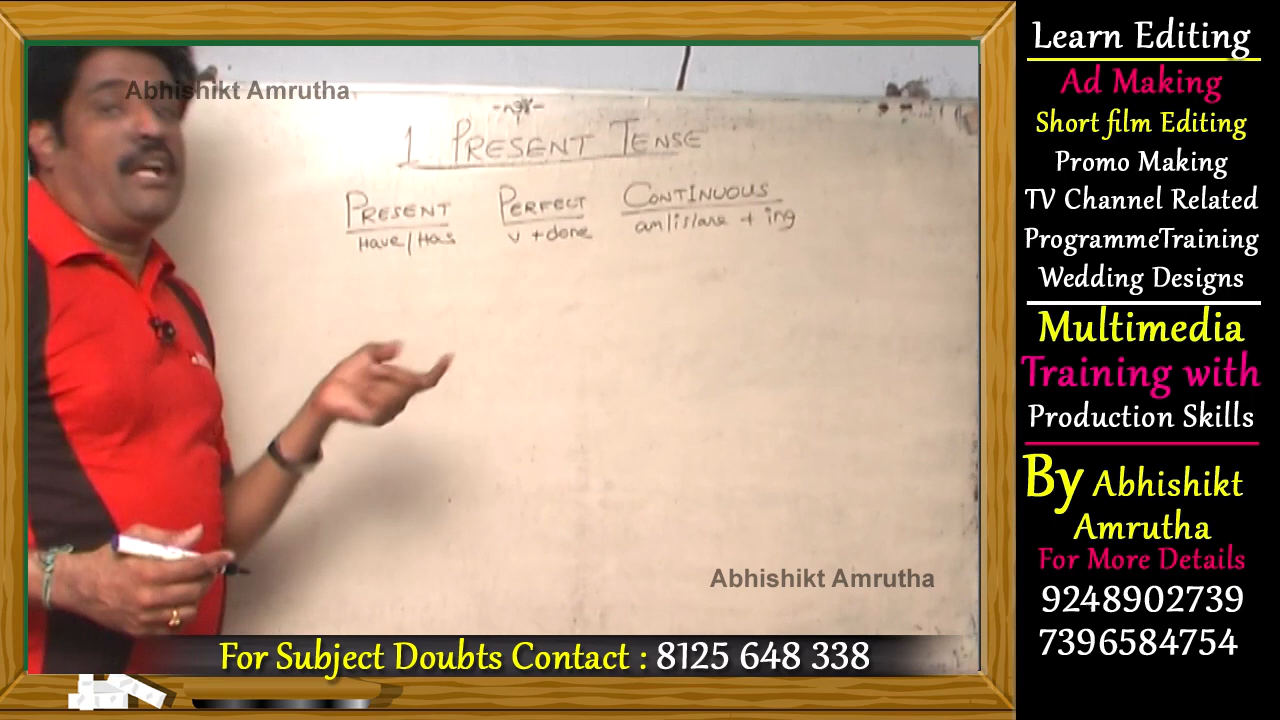 Abhishikt Amrutha
1 PRESENT TENSE
PRESENT PERFECT CONTINUOUS
Have/Has v + done am/is/are + ing
Abhishikt Amrutha
For Subject Doubts Contact : 8125 648 338
Learn Editing
Ad Making
Short film Editing
Promo Making
TV Channel Related
ProgrammeTraining
Wedding Designs
Multimedia
Training with
Production Skills
By Abhishikt
Amrutha
For More Details
9248902739
7396584754